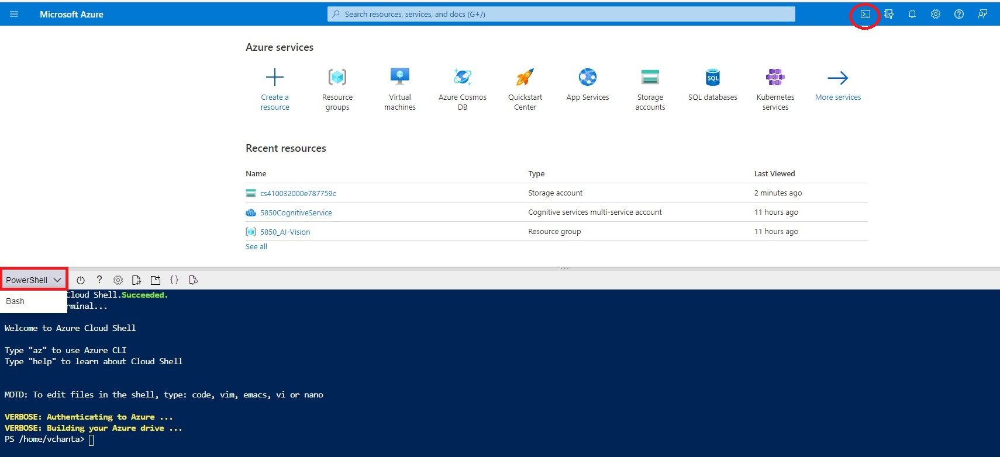 Microsoft Azure
Search resources, services, and docs (G+/)
Azure services
Create a resource
Resource groups
Virtual machines
Azure Cosmos DB
Quickstart Center
App Services
Storage accounts
SQL
SQL databases
Kubernetes services
More services
Recent resources
Name Type Last Viewed
cs410032000e787759c Storage account 2 minutes ago
5850CognitiveService Cognitive services multi-service account 11 hours ago
5850_AI-Vision Resource group 11 hours ago
See all
PowerShell
Bash
Cloud Shell.Succeeded.
rminal...
Welcome to Azure Cloud Shell
Type "az" to use Azure CLI
Type "help" to learn about Cloud Shell
MOTD: To edit files in the shell, type: code, vim, emacs, vi or nano
VERBOSE: Authenticating to Azure ...
VERBOSE: Building your Azure drive ...
PS /home/vchanta>